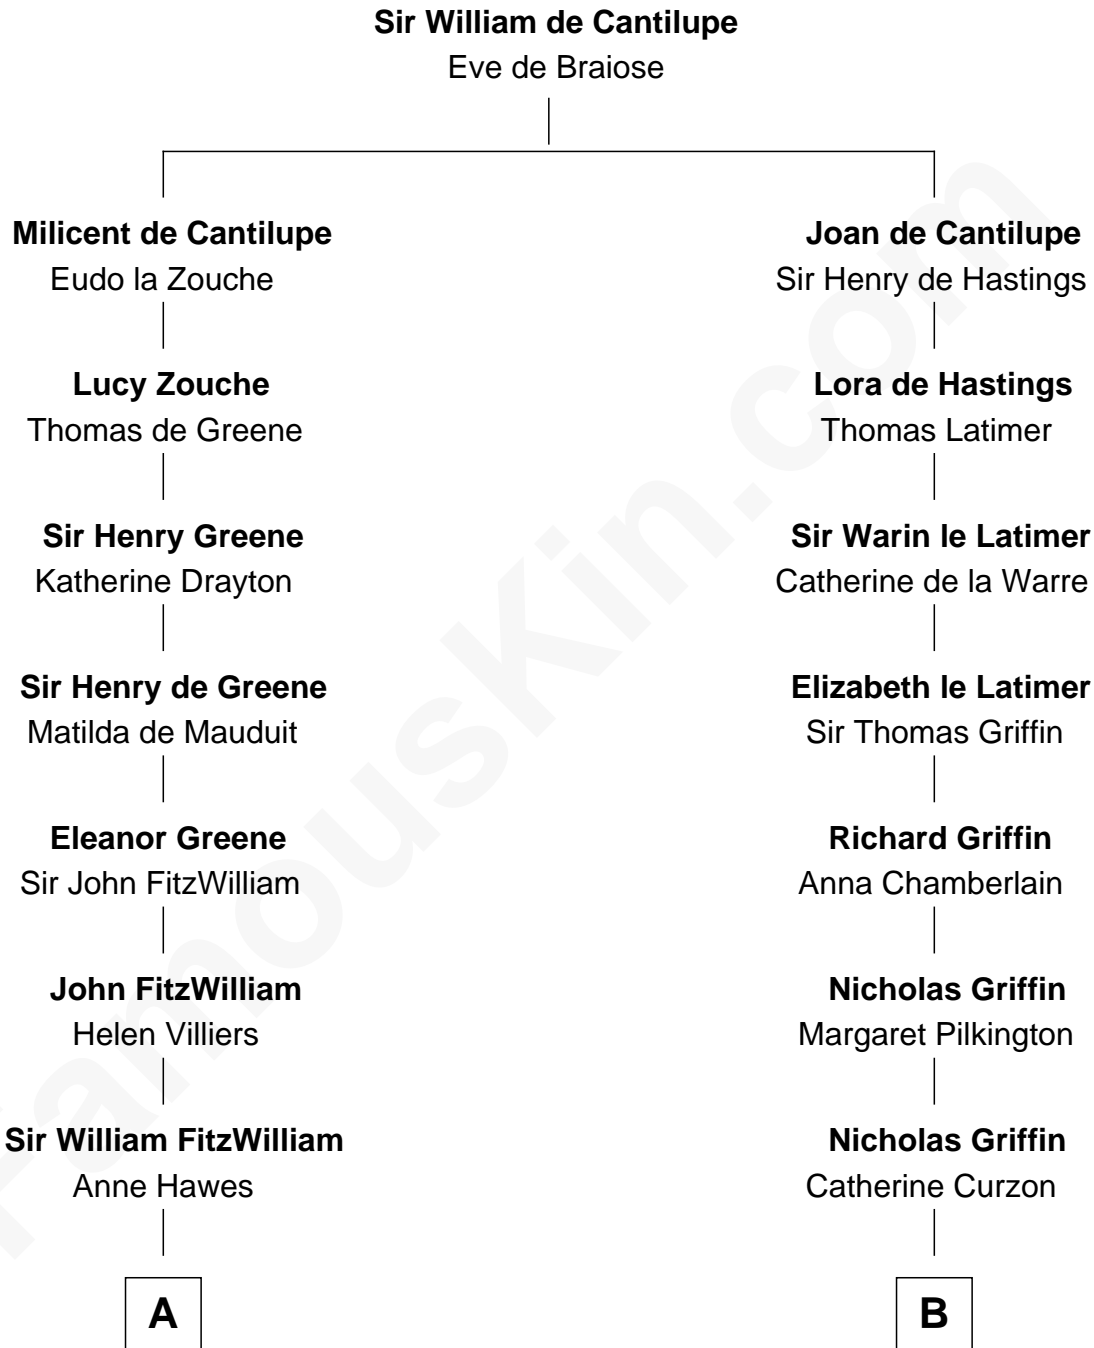 Sir William de Cantilupe
Eve de Braiose
Milicent de Cantilupe
Eudo la Zouche
Joan de Cantilupe
Sir Henry de Hastings
Lucy Zouche
Thomas de Greene
Lora de Hastings
Thomas Latimer
Sir Henry Greene
Katherine Drayton
Sir Warin le Latimer
Catherine de la Warre
Sir Henry de Greene
Matilda de Mauduit
Elizabeth le Latimer
Sir Thomas Griffin
Eleanor Greene
Sir John FitzWilliam
Richard Griffin
Anna Chamberlain
John FitzWilliam
Helen Villiers
Nicholas Griffin
Margaret Pilkington
Sir William FitzWilliam
Anne Hawes
Nicholas Griffin
Catherine Curzon
A
B
FamousKin.com